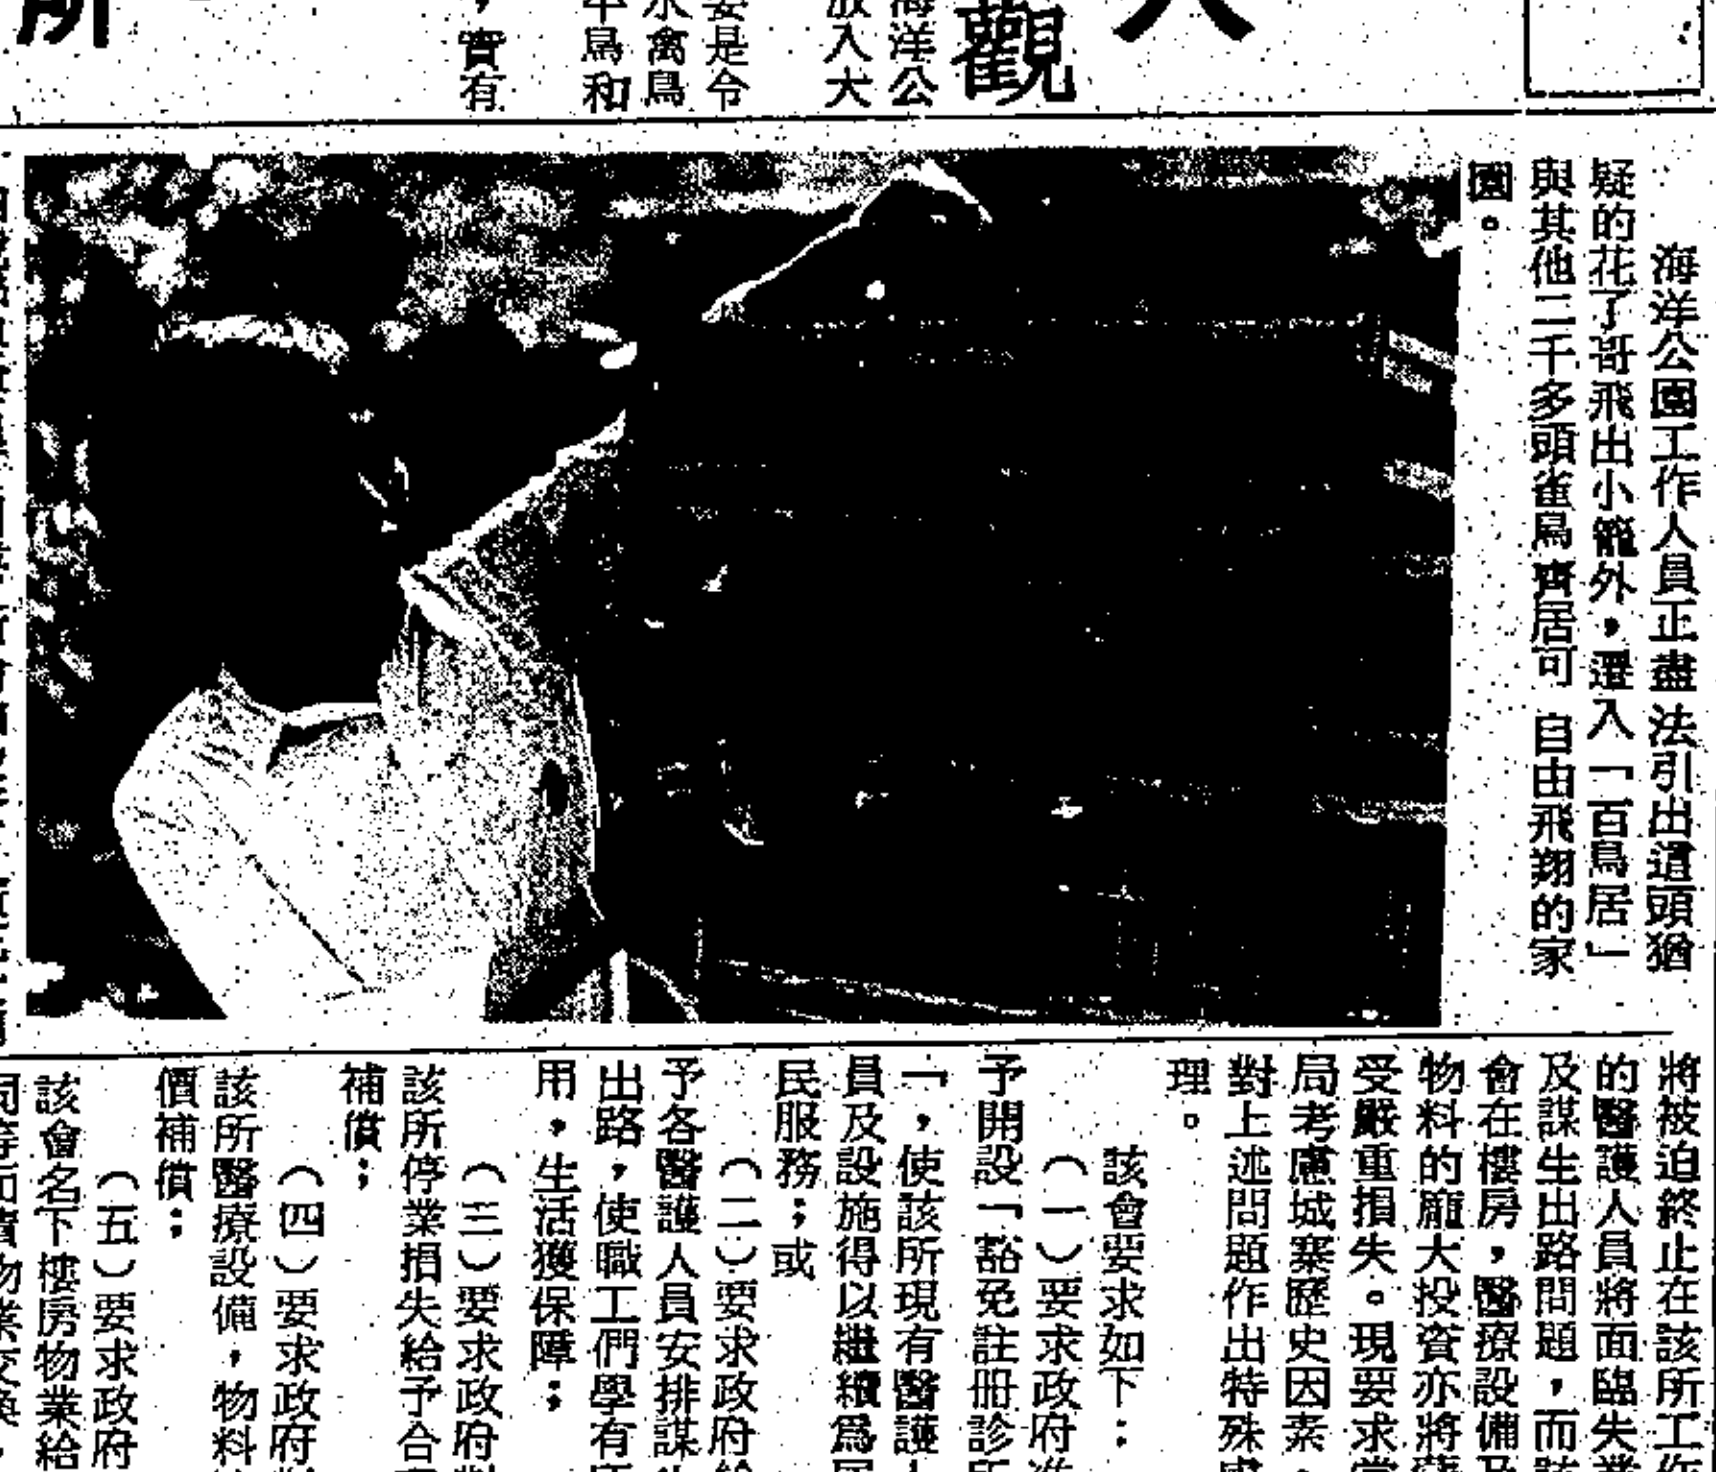 人
觀
海洋公
放入大
是令
水禽鳥
鳥和
，實有
所
海洋公園工作人員正盡法引出這頭猶
疑的花了哥飛出小籠外，遷入「百鳥居」
與其他二千多頭雀鳥齊居可自由飛翔的家
園。
將被迫終止在該所工作
的醫護人員將面臨失業
及謀生出路問題，而該
會在樓房，醫療設備及
物料的龐大投資亦將蒙
受嚴重損失。現要求當
局考慮城寨歷史因素，
對上述問題作出特殊處
理。
該會要求如下：
（一）要求政府准
予開設「豁免註冊診所
」，使該所現有醫護人
員及設施得以繼續爲居
民服務；或
（二）要求政府給
予各醫護人員安排謀生
出路，使職工們學有所
用，生活獲保障；
（三）要求政府對
該所停業損失給予合
補償；
（四）要求政府對
該所醫療設備，物料
價補償；
（五）要求政府
該會名下樓房物業給
同等面積物業交換，